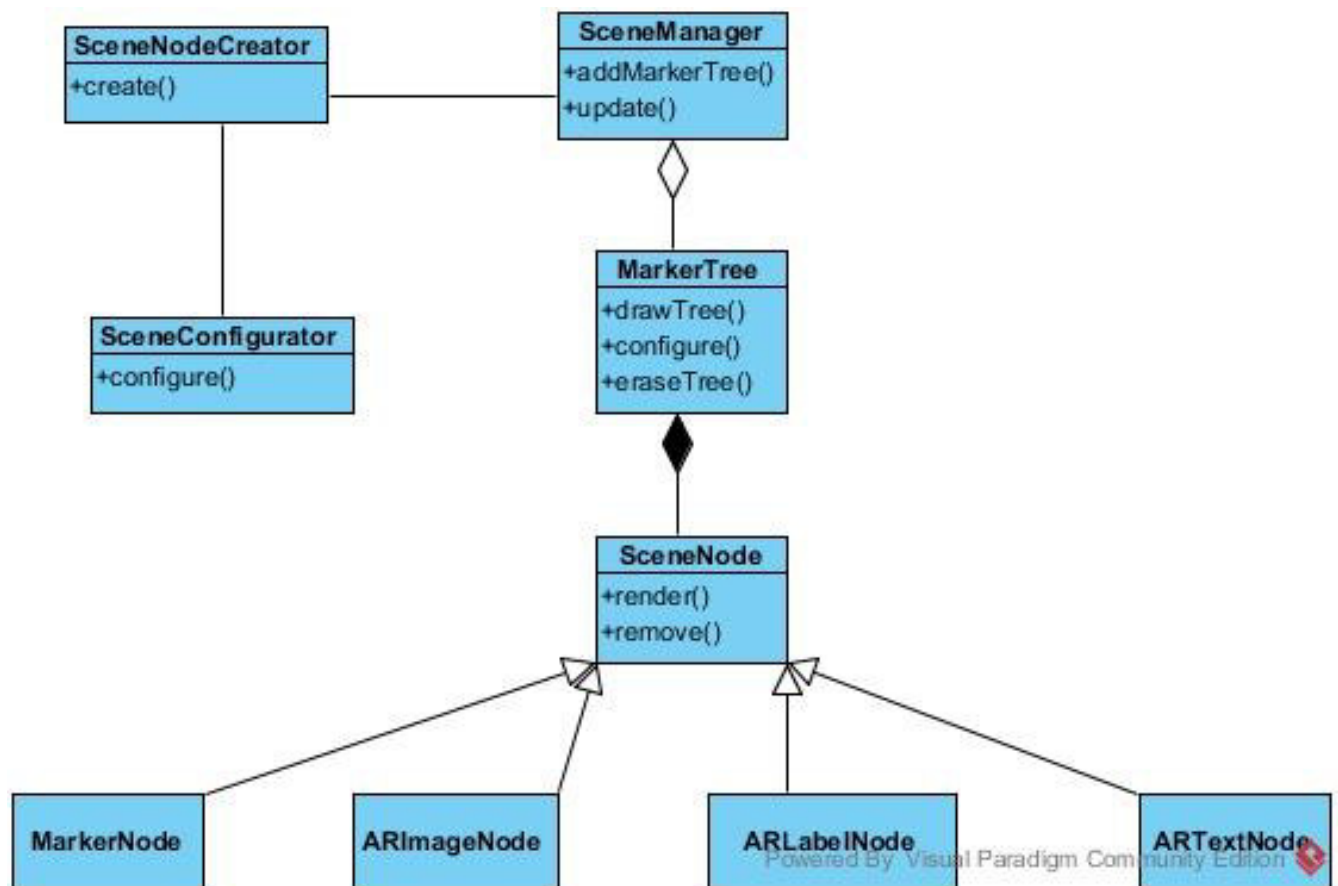 SceneNodeCreator
+create()
SceneManager
+addMarkerTree()
+update()
SceneConfigurator
+configure()
MarkerTree
+drawTree()
+configure()
+eraseTree()
SceneNode
+render()
+remove()
MarkerNode
ARImageNode
ARLabelNode
ARTextNode
Powered By Visual Paradigm Community Edition